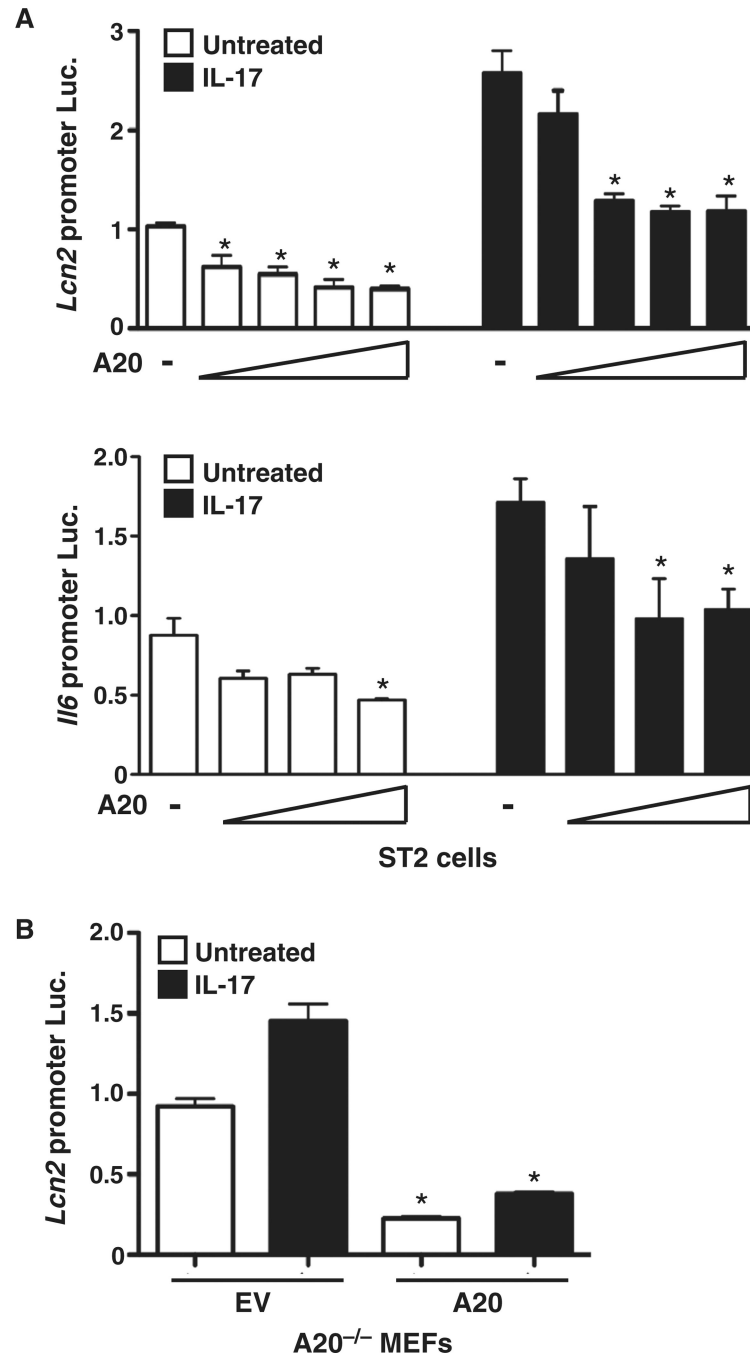 A
Lcn2 promoter Luc.
3
2
1
0
Untreated
IL-17
* * * *
* * *
A20 - -
Il6 promoter Luc.
2.0
1.5
1.0
0.5
0
Untreated
IL-17
*
* *
A20 - -
ST2 cells
B
Lcn2 promoter Luc.
2.0
1.5
1.0
0.5
0
Untreated
IL-17
* *
EV A20
A20–/– MEFs